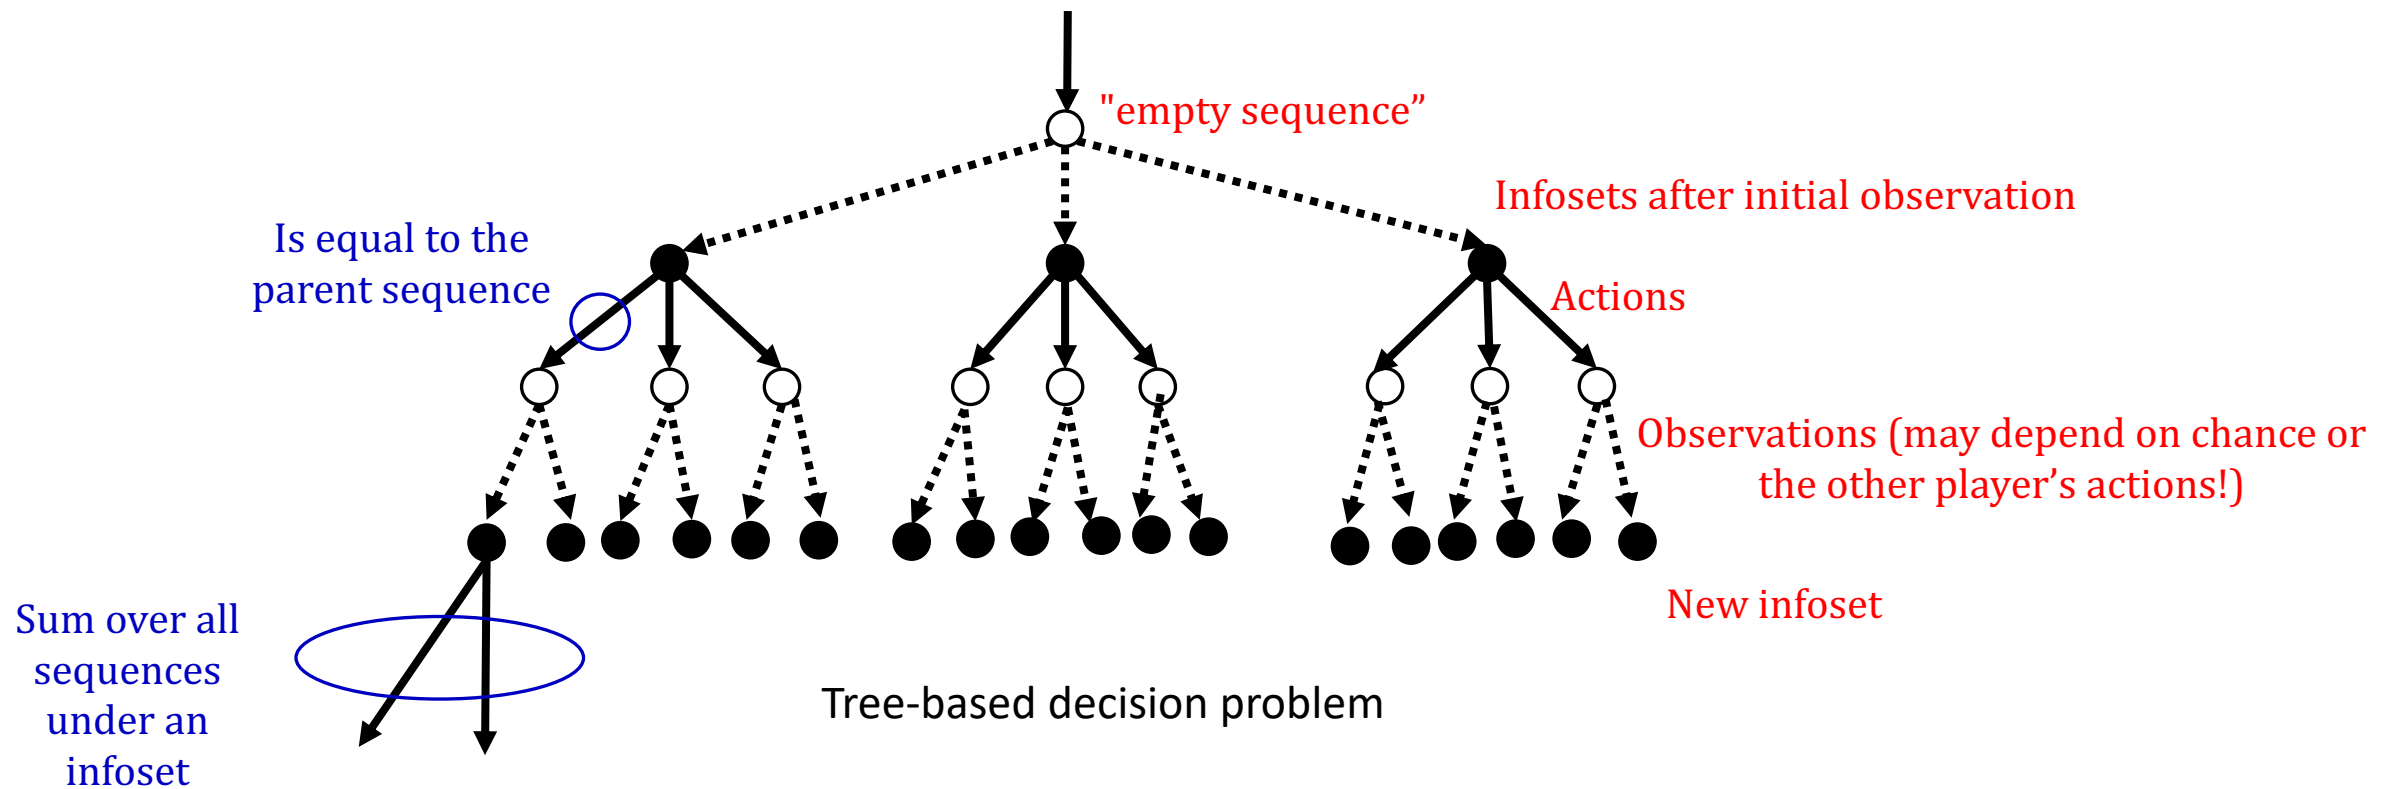 "empty sequence”
Infosets after initial observation
Is equal to the
parent sequence
Actions
Observations (may depend on chance or
the other player’s actions!)
New infoset
Sum over all
sequences
under an
infoset
Tree-based decision problem